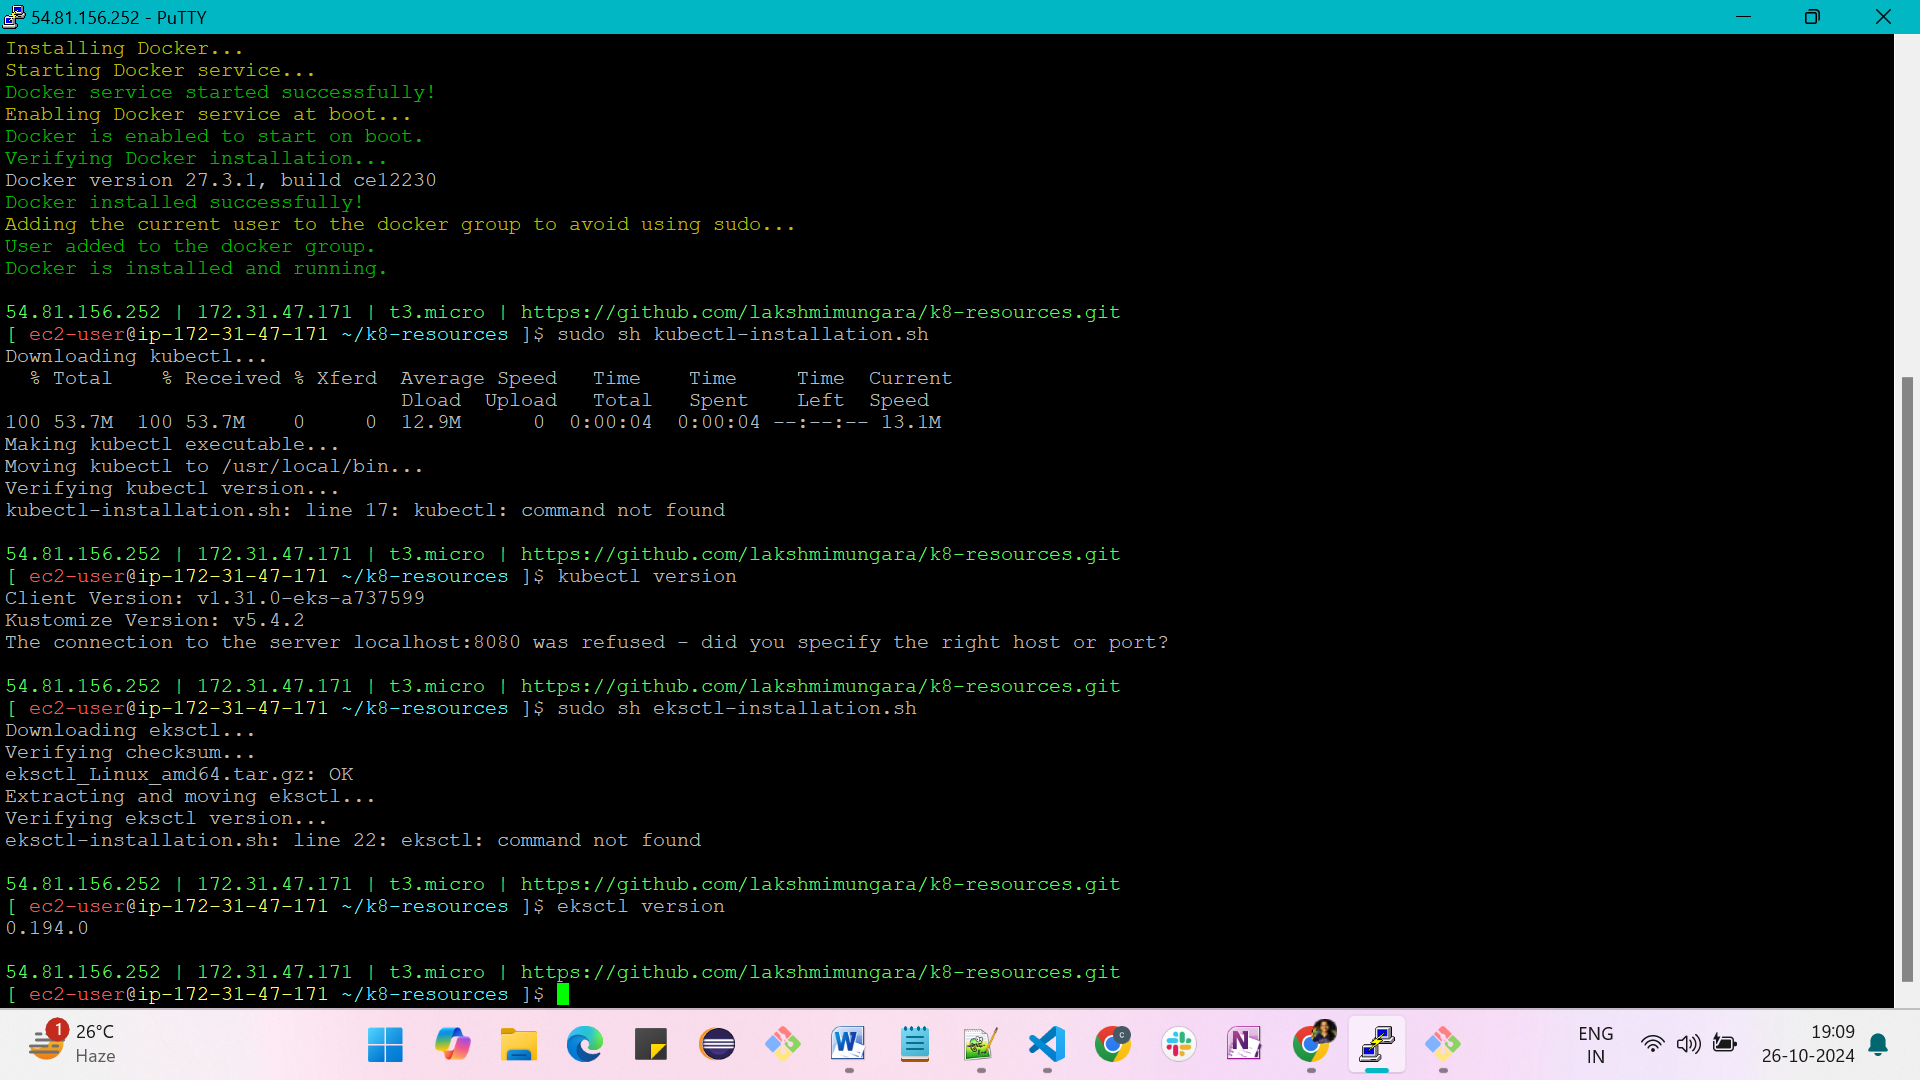 54.81.156.252 - PuTTY
Installing Docker...
Starting Docker service...
Docker service started successfully!
Enabling Docker service at boot...
Docker is enabled to start on boot.
Verifying Docker installation...
Docker version 27.3.1, build ce12230
Docker installed successfully!
Adding the current user to the docker group to avoid using sudo...
User added to the docker group.
Docker is installed and running.
54.81.156.252 | 172.31.47.171 | t3.micro | https://github.com/lakshmimungara/k8-resources.git
[ ec2-user@ip-172-31-47-171 ~/k8-resources ]$ sudo sh kubectl-installation.sh
Downloading kubectl...
% Total % Received % Xferd Average Speed Time Time Time Current
Dload Upload Total Spent Left Speed
100 53.7M 100 53.7M 0 0 12.9M 0 0:00:04 0:00:04 --:--:-- 13.1M
Making kubectl executable...
Moving kubectl to /usr/local/bin...
Verifying kubectl version...
kubectl-installation.sh: line 17: kubectl: command not found
54.81.156.252 | 172.31.47.171 | t3.micro | https://github.com/lakshmimungara/k8-resources.git
[ ec2-user@ip-172-31-47-171 ~/k8-resources ]$ kubectl version
Client Version: v1.31.0-eks-a737599
Kustomize Version: v5.4.2
The connection to the server localhost:8080 was refused - did you specify the right host or port?
54.81.156.252 | 172.31.47.171 | t3.micro | https://github.com/lakshmimungara/k8-resources.git
[ ec2-user@ip-172-31-47-171 ~/k8-resources ]$ sudo sh eksctl-installation.sh
Downloading eksctl...
Verifying checksum...
eksctl_Linux_amd64.tar.gz: OK
Extracting and moving eksctl...
Verifying eksctl version...
eksctl-installation.sh: line 22: eksctl: command not found
54.81.156.252 | 172.31.47.171 | t3.micro | https://github.com/lakshmimungara/k8-resources.git
[ ec2-user@ip-172-31-47-171 ~/k8-resources ]$ eksctl version
0.194.0
54.81.156.252 | 172.31.47.171 | t3.micro | https://github.com/lakshmimungara/k8-resources.git
[ ec2-user@ip-172-31-47-171 ~/k8-resources ]$
1
26°C
Haze
ENG
IN
19:09
26-10-2024